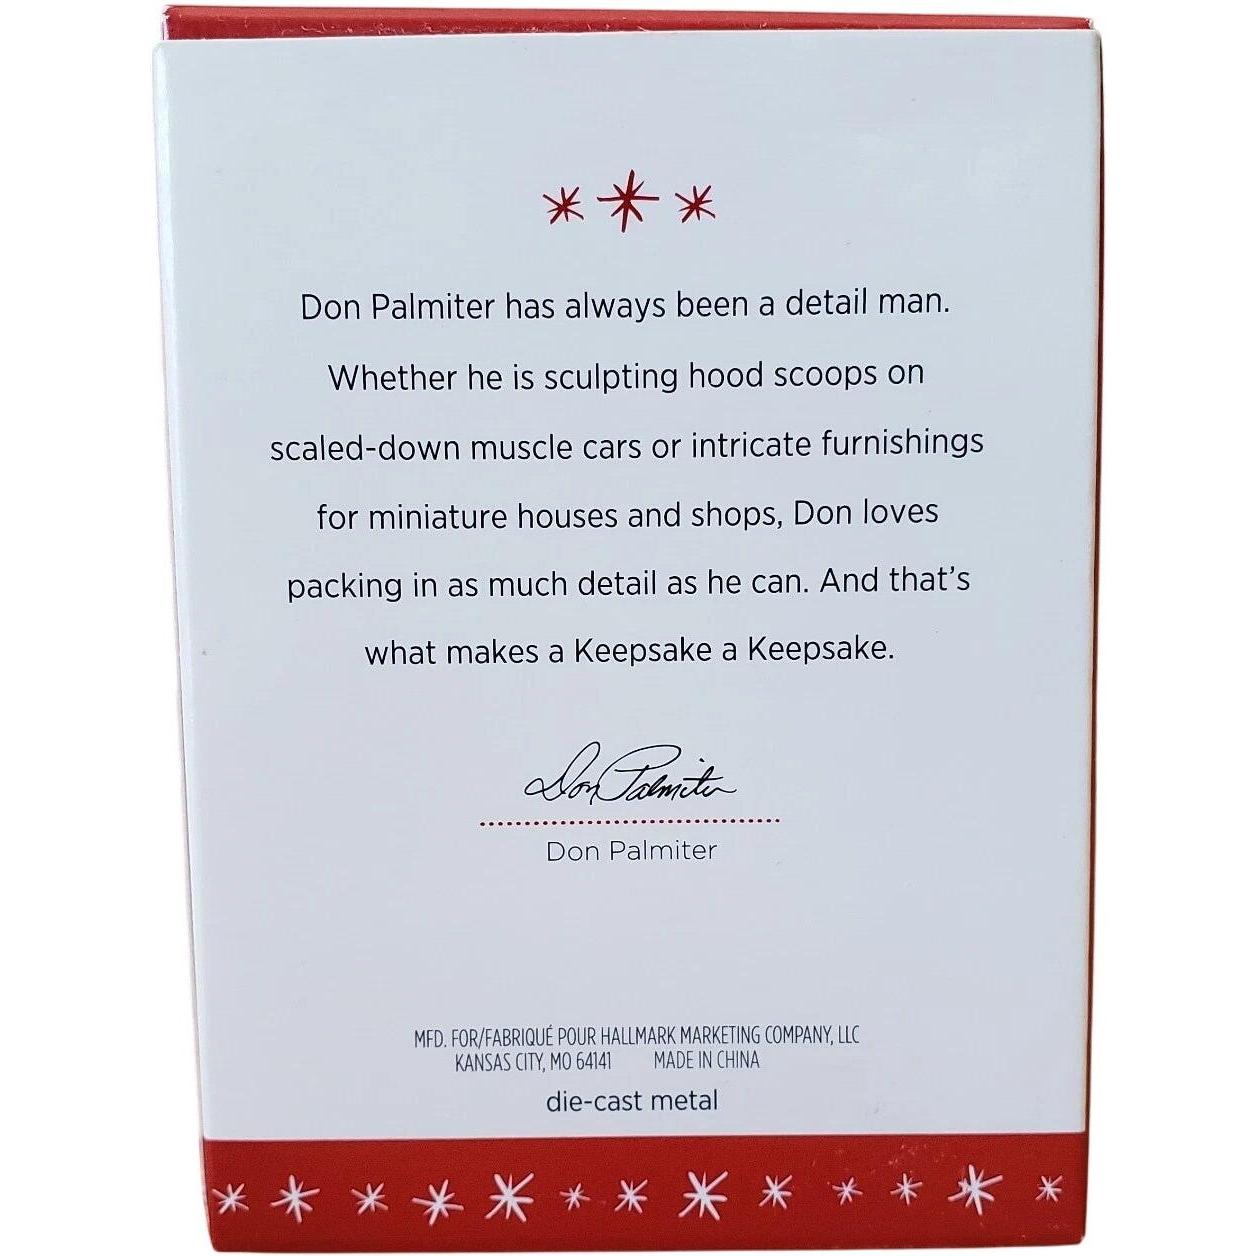 Don Palmiter has always been a detail man.
Whether he is sculpting hood scoops on
scaled-down muscle cars or intricate furnishings
for miniature houses and shops, Don loves
packing in as much detail as he can. And that's
what makes a Keepsake a Keepsake.
Don Palmiter
Don Palmiter
MFD. FOR/FABRIQUÉ POUR HALLMARK MARKETING COMPANY, LLC
KANSAS CITY, MO 64141 MADE IN CHINA
die-cast metal